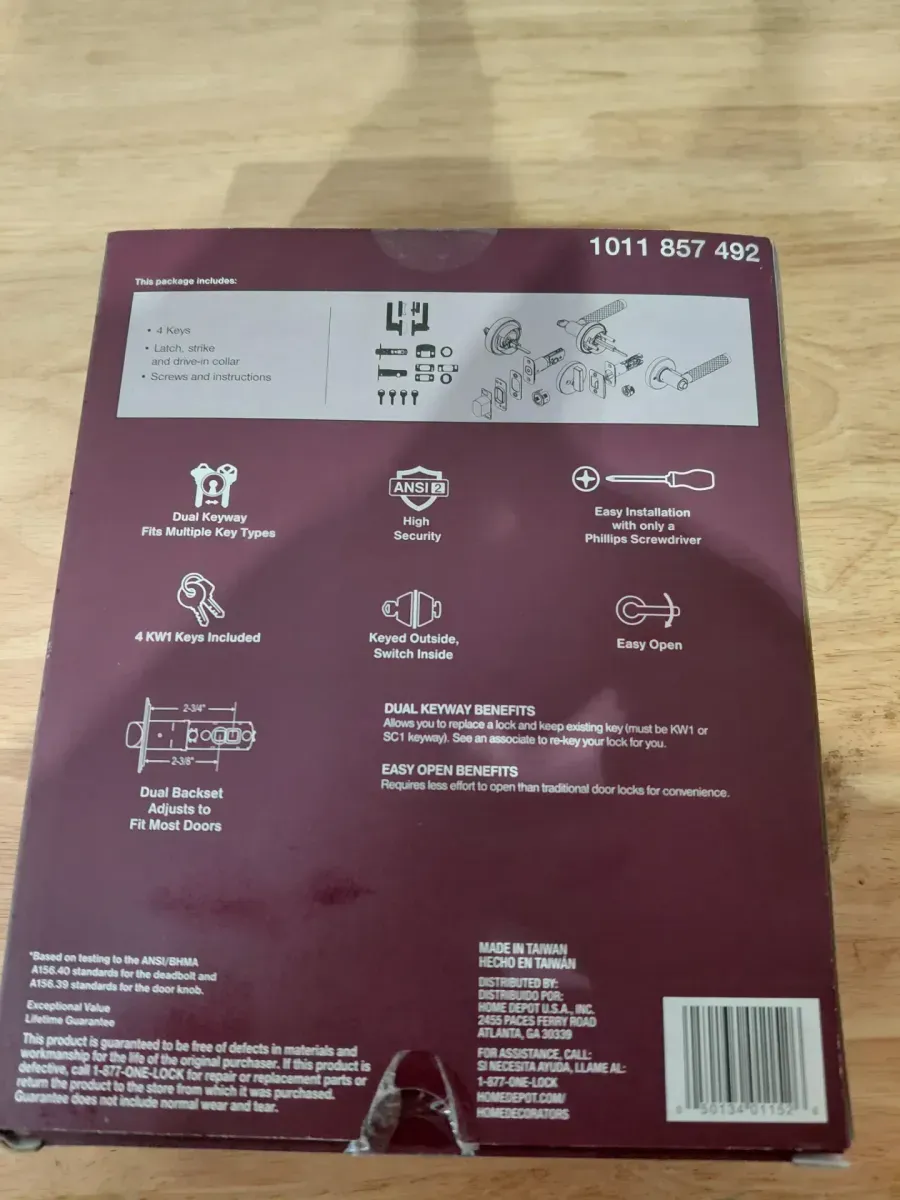 1011 857 492
This package includes:
• 4 Keys
• Latch, strike
and drive-in collar
• Screws and instructions
Dual Keyway
Fits Multiple Key Types
ANSI 2
High
Security
Easy Installation
with only a
Phillips Screwdriver
4 KW1 Keys Included
Keyed Outside,
Switch Inside
Easy Open
2-3/4"
2-3/8"
Dual Backset
Adjusts to
Fit Most Doors
DUAL KEYWAY BENEFITS
Allows you to replace a lock and keep existing key (must be KW1 or
SC1 keyway). See an associate to re-key your lock for you.
EASY OPEN BENEFITS
Requires less effort to open than traditional door locks for convenience.
*Based on testing to the ANSI/BHMA
A156.40 standards for the deadbolt and
A156.39 standards for the door knob.
Exceptional Value
Lifetime Guarantee
This product is guaranteed to be free of defects in materials and
workmanship for the life of the original purchaser. If this product is
defective, call 1-877-ONE-LOCK for repair or replacement parts or
return the product to the store from which it was purchased.
Guarantee does not include normal wear and tear.
MADE IN TAIWAN
HECHO EN TAIWÁN
DISTRIBUTED BY:
DISTRIBUIDO POR:
HOME DEPOT U.S.A., INC.
2455 PACES FERRY ROAD
ATLANTA, GA 30339
FOR ASSISTANCE, CALL:
SI NECESITA AYUDA, LLAME AL:
1-877-ONE-LOCK
HOMEDEPOT.COM/
HOMEDECORATORS
0 50134 01152 6